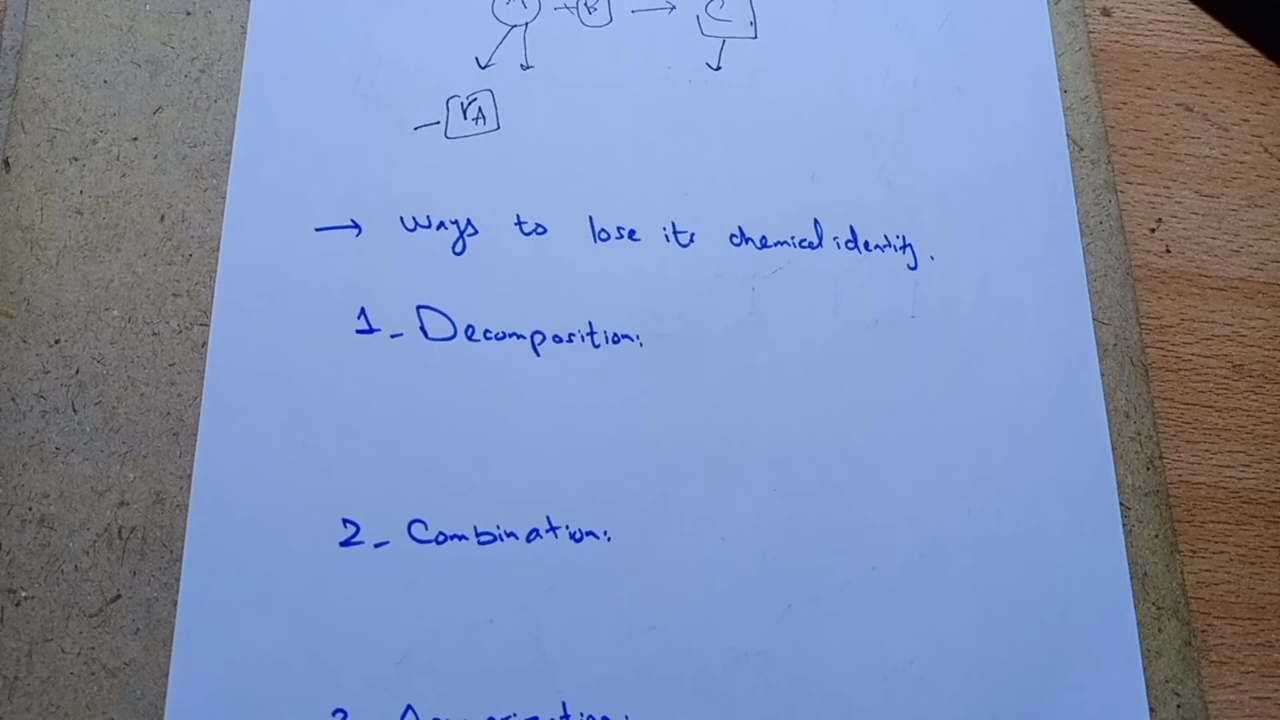 A + B → C
- rA
→ Ways to lose its chemical identity.
1- Decomposition:
2- Combination: